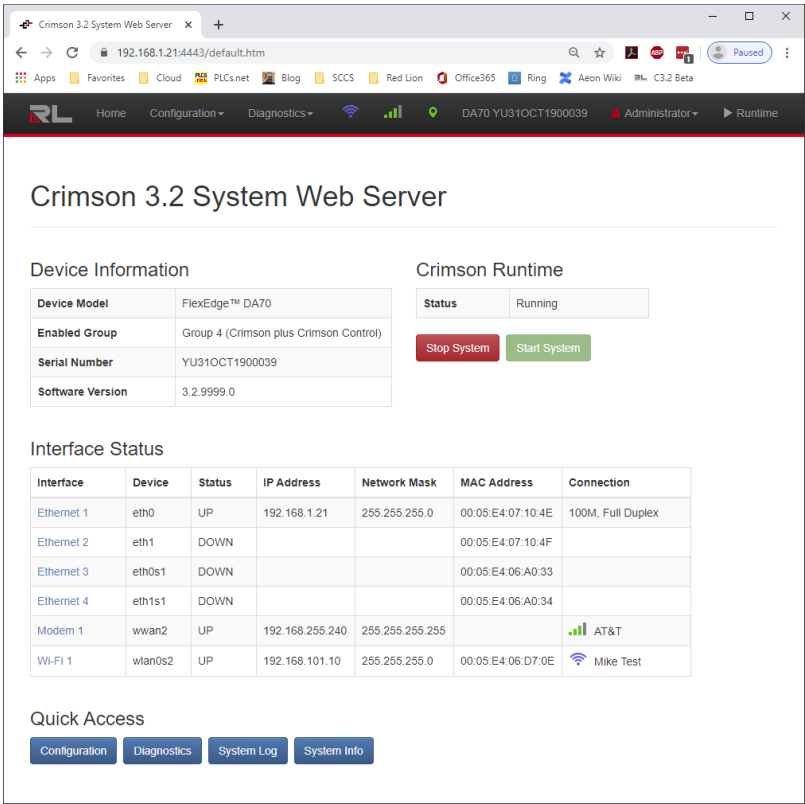 Crimson 3.2 System Web Server
192.168.1.21:4443/default.htm
ABP
1
Paused
Apps Favorites Cloud PLCS.net PLCs.net Blog SCCS Red Lion Office365 Ring Aeon Wiki RL C3.2 Beta
RL Home Configuration Diagnostics DA70 YU31OCT1900039 Administrator Runtime
Crimson 3.2 System Web Server
Device Information
Device Model FlexEdge™ DA70
Enabled Group Group 4 (Crimson plus Crimson Control)
Serial Number YU31OCT1900039
Software Version 3.2.9999.0
Crimson Runtime
Status Running
Stop System Start System
Interface Status
Interface Device Status IP Address Network Mask MAC Address Connection
Ethernet 1 eth0 UP 192.168.1.21 255.255.255.0 00:05:E4:07:10:4E 100M, Full Duplex
Ethernet 2 eth1 DOWN 00:05:E4:07:10:4F
Ethernet 3 eth0s1 DOWN 00:05:E4:06:A0:33
Ethernet 4 eth1s1 DOWN 00:05:E4:06:A0:34
Modem 1 wwan2 UP 192.168.255.240 255.255.255.255 AT&T
Wi-Fi 1 wlan0s2 UP 192.168.101.10 255.255.255.0 00:05:E4:06:D7:0E Mike Test
Quick Access
Configuration Diagnostics System Log System Info